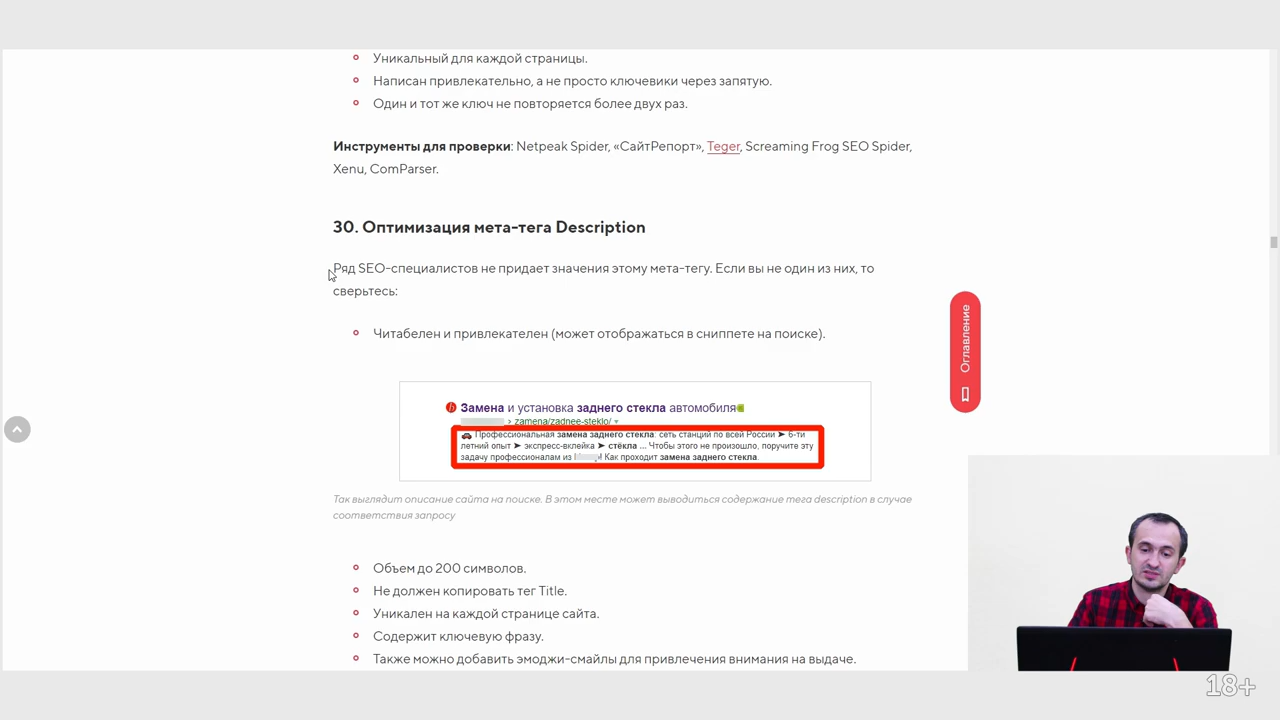 Уникальный для каждой страницы.
Написан привлекательно, а не просто ключевики через запятую.
Один и тот же ключ не повторяется более двух раз.
Инструменты для проверки: Netpeak Spider, «СайтРепорт», Teger, Screaming Frog SEO Spider,
Xenu, ComParser.
30. Оптимизация мета-тега Description
Ряд SEO-специалистов не придает значения этому мета-тегу. Если вы не один из них, то
сверьтесь:
Читабелен и привлекателен (может отображаться в сниппете на поиске).
Замена и установка заднего стекла автомобиля
› zamena/zadnee-steklo/
Профессиональная замена заднего стекла: сеть станций по всей России ➤ 6-ти
летний опыт ➤ экспресс-вклейка ➤ стёкла ... Чтобы этого не произошло, поручите эту
задачу профессионалам из ! Как проходит замена заднего стекла.
Так выглядит описание сайта на поиске. В этом месте может выводиться содержание тега description в случае
соответствия запросу
Объем до 200 символов.
Не должен копировать тег Title.
Уникален на каждой странице сайта.
Содержит ключевую фразу.
Также можно добавить эмоджи-смайлы для привлечения внимания на выдаче.
Оглавление
18+